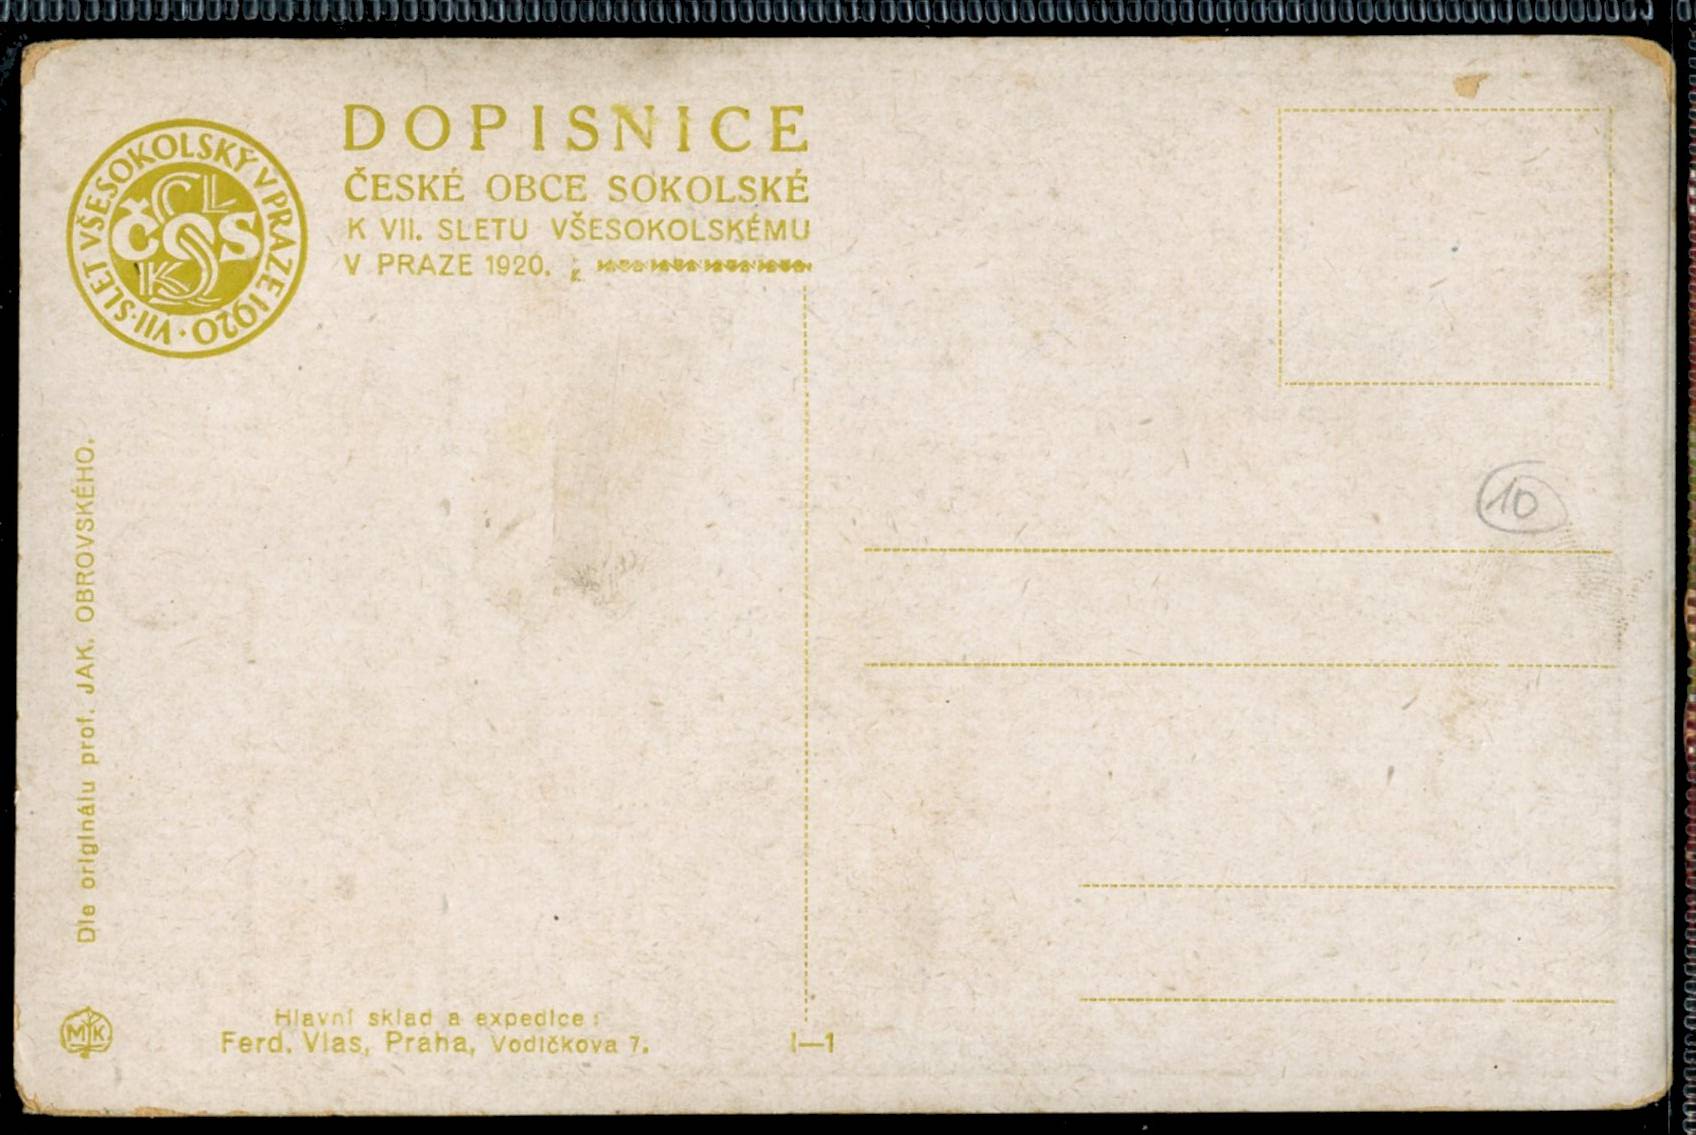 DOPISNICE
ČESKÉ OBCE SOKOLSKÉ
K VII. SLETU VŠESOKOLSKÉMU
V PRAZE 1920.
VII·SLET VŠESOKOLSKÝ V PRAZE 1920·
ČOS
10
Dle originálu prof. JAK. OBROVSKÉHO.
MK
Hlavní sklad a expedice:
Ferd. Vlas, Praha, Vodičkova 7.
I—1